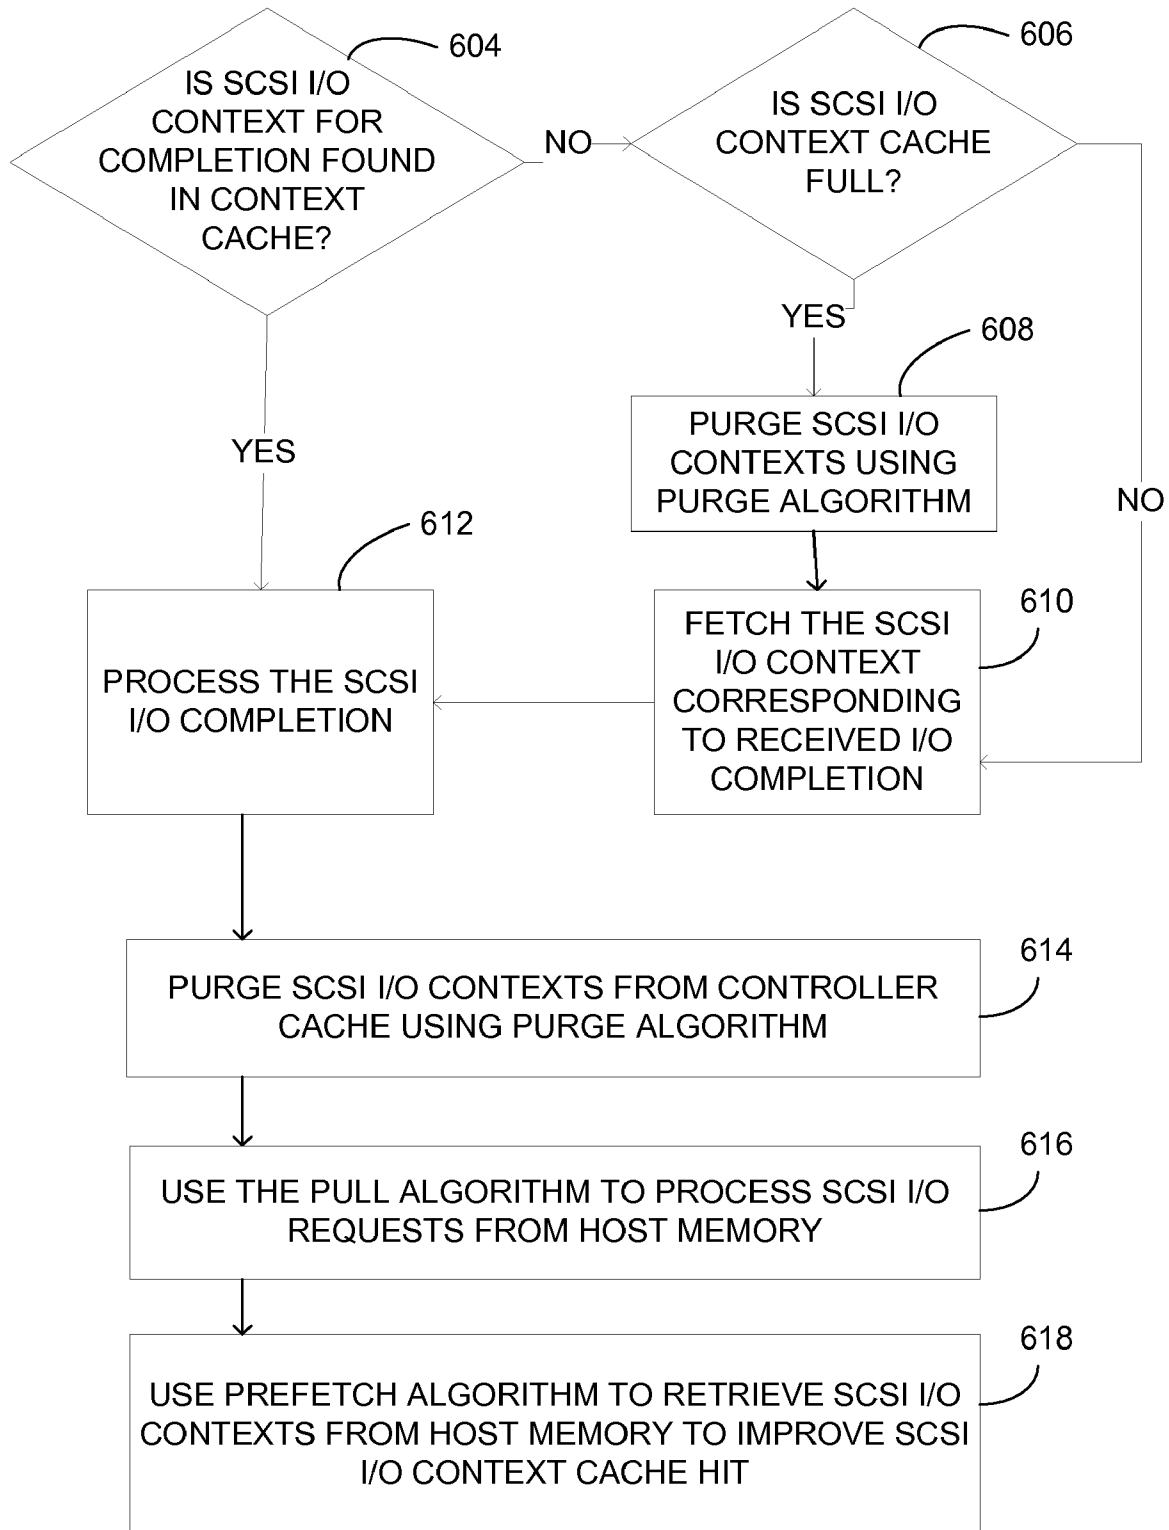 604
IS SCSI I/O
CONTEXT FOR
COMPLETION FOUND
IN CONTEXT
CACHE?
NO
606
IS SCSI I/O
CONTEXT CACHE
FULL?
YES
608
PURGE SCSI I/O
CONTEXTS USING
PURGE ALGORITHM
YES
NO
612
PROCESS THE SCSI
I/O COMPLETION
610
FETCH THE SCSI
I/O CONTEXT
CORRESPONDING
TO RECEIVED I/O
COMPLETION
614
PURGE SCSI I/O CONTEXTS FROM CONTROLLER
CACHE USING PURGE ALGORITHM
616
USE THE PULL ALGORITHM TO PROCESS SCSI I/O
REQUESTS FROM HOST MEMORY
618
USE PREFETCH ALGORITHM TO RETRIEVE SCSI I/O
CONTEXTS FROM HOST MEMORY TO IMPROVE SCSI
I/O CONTEXT CACHE HIT